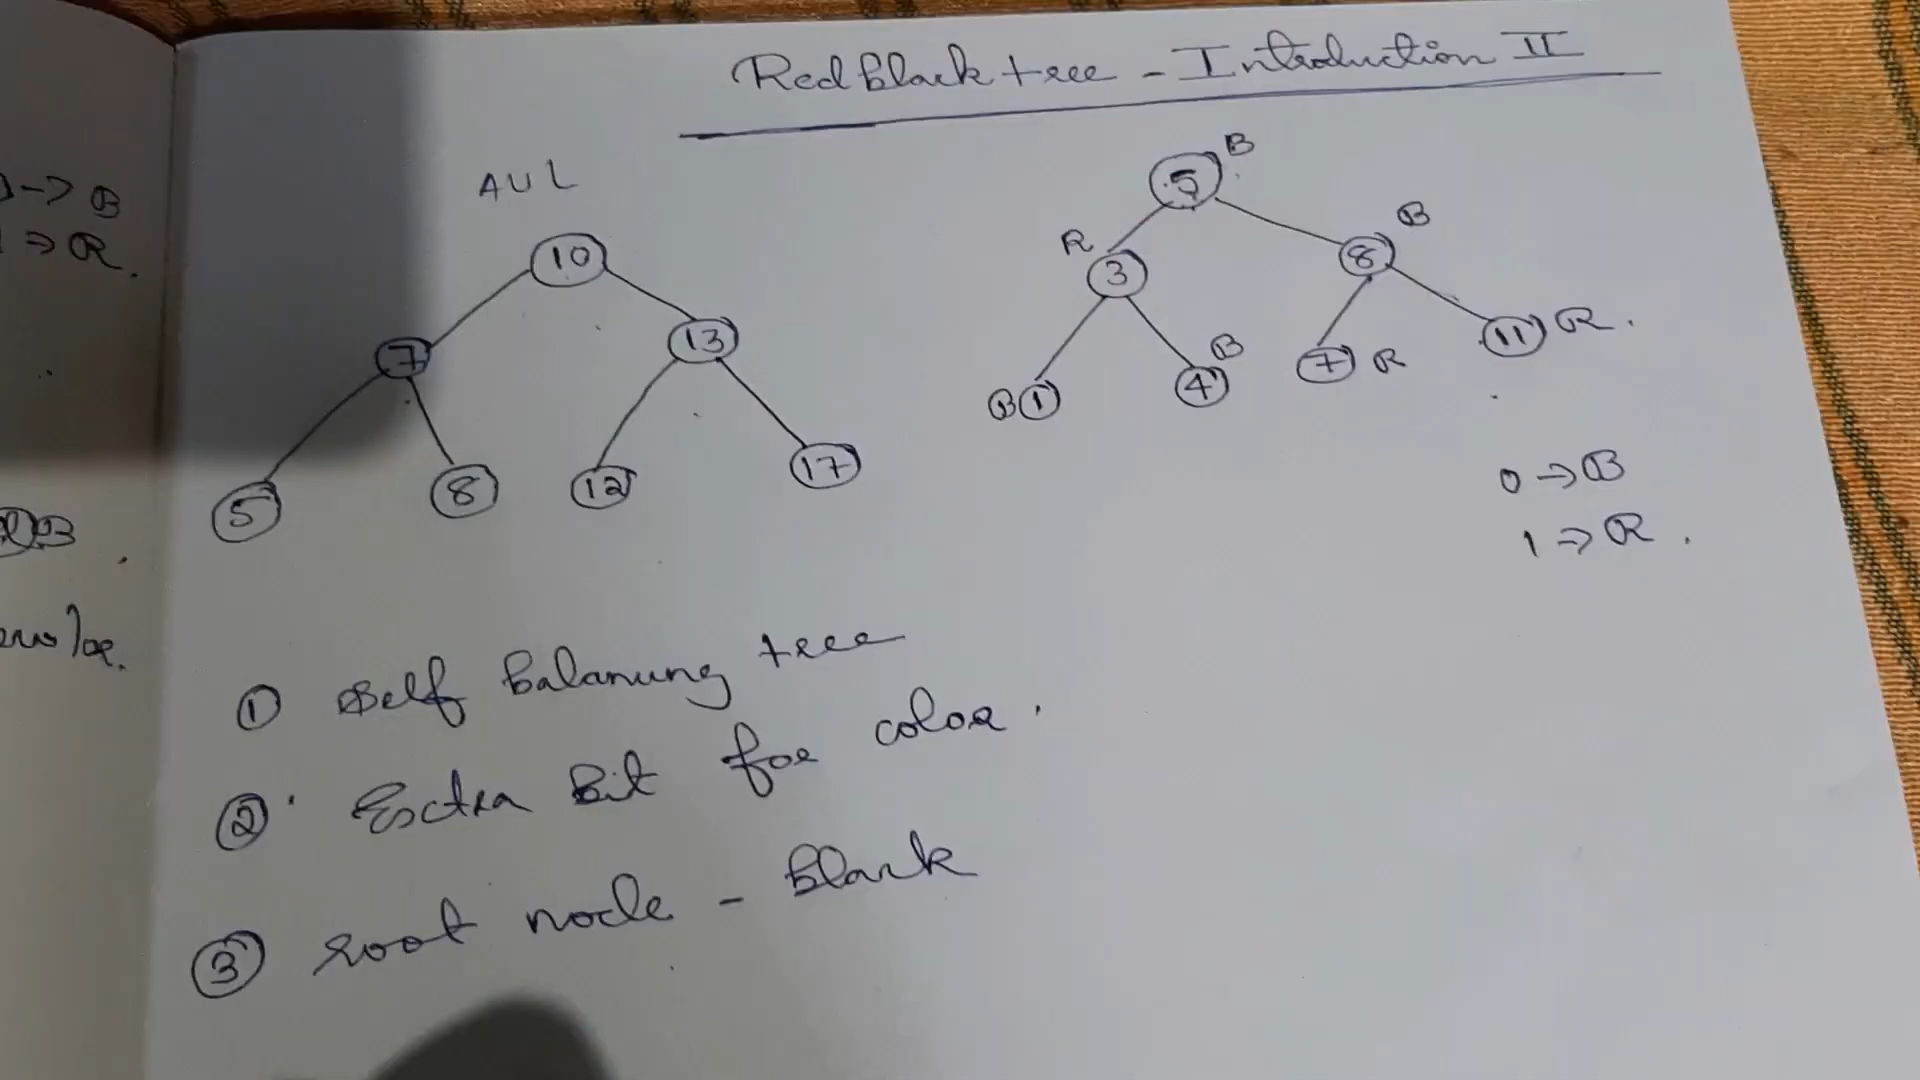 Red black tree - Introduction II
AVL
10
7
13
5
8
12
17
5 B
R 3
8 B
B 1
4 B
7 R
11 R.
0 → B
1 ⇒ R.
→ B
⇒ R.
B
① Self balancing tree
② Extra bit for color.
③ root node - black